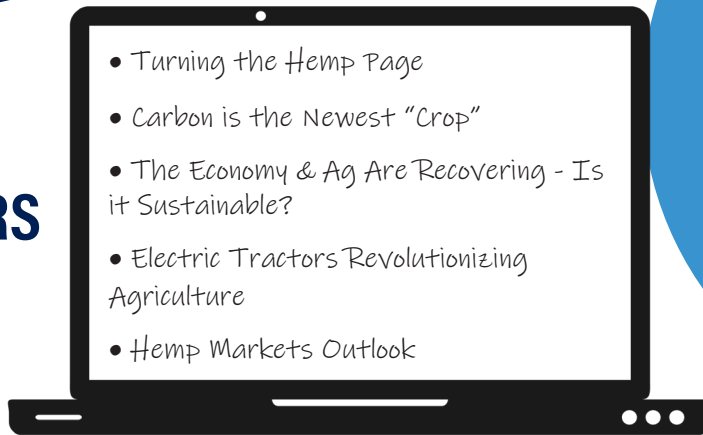 • Turning the Hemp Page
• Carbon is the Newest “Crop”
RS
• The Economy & Ag Are Recovering - Is
it Sustainable?
• Electric Tractors Revolutionizing
Agriculture
• Hemp Markets Outlook